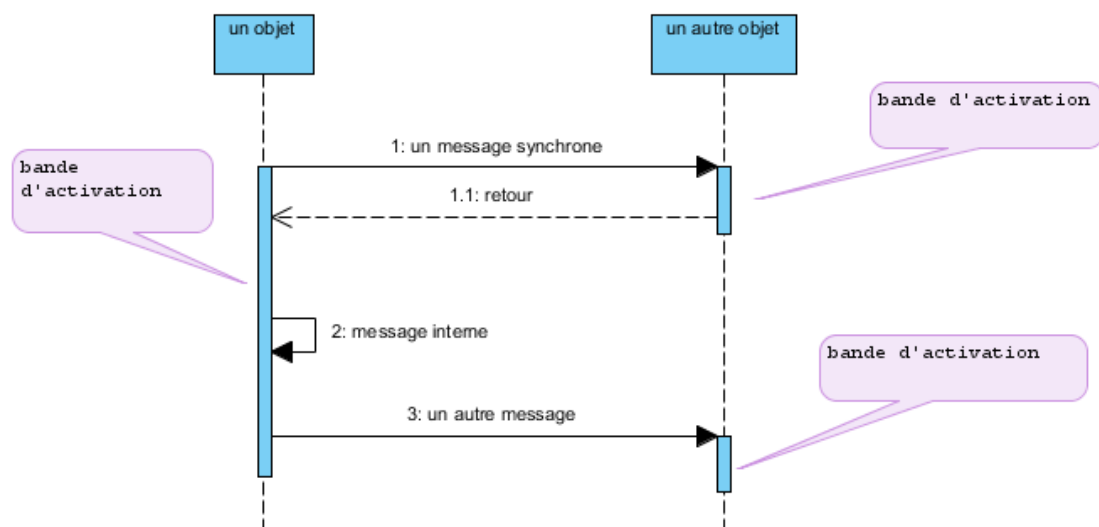 un objet
un autre objet
bande d'activation
1: un message synchrone
bande
d'activation
1.1: retour
2: message interne
bande d'activation
3: un autre message